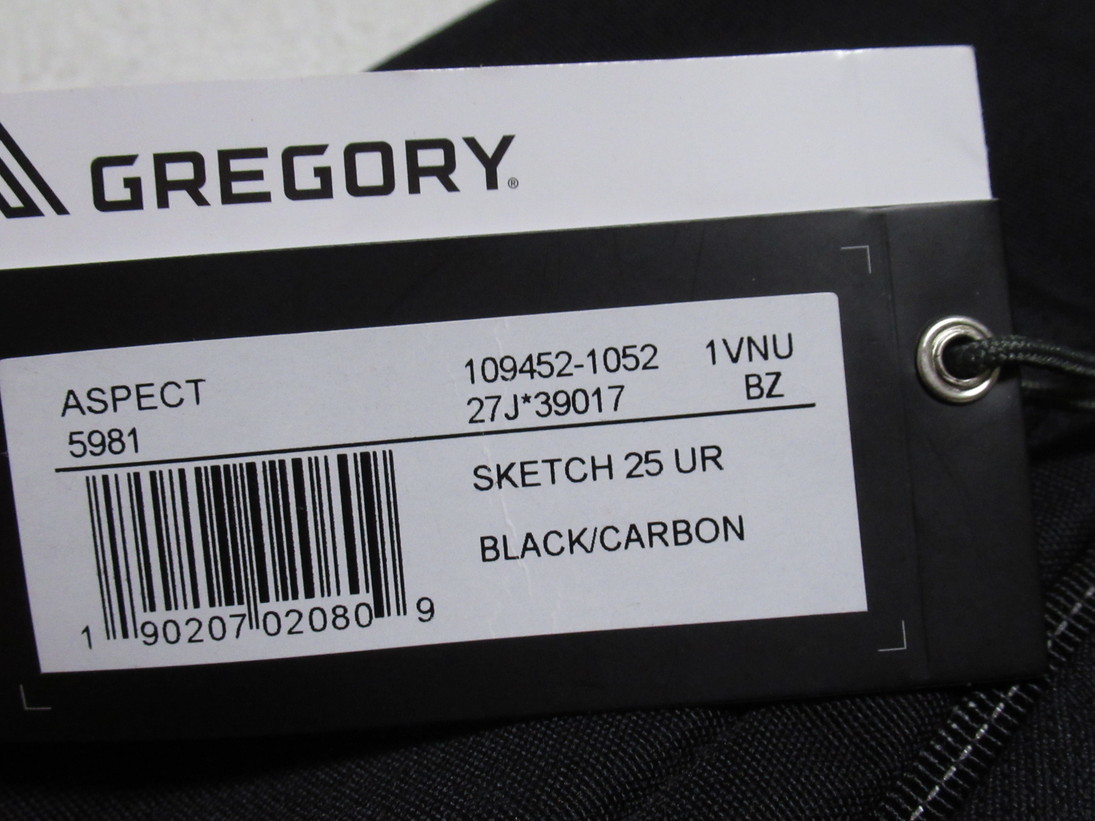 GREGORY®
ASPECT 109452-1052 1VNU
5981 27J*39017 BZ
SKETCH 25 UR
BLACK/CARBON
1 90207 02080 9